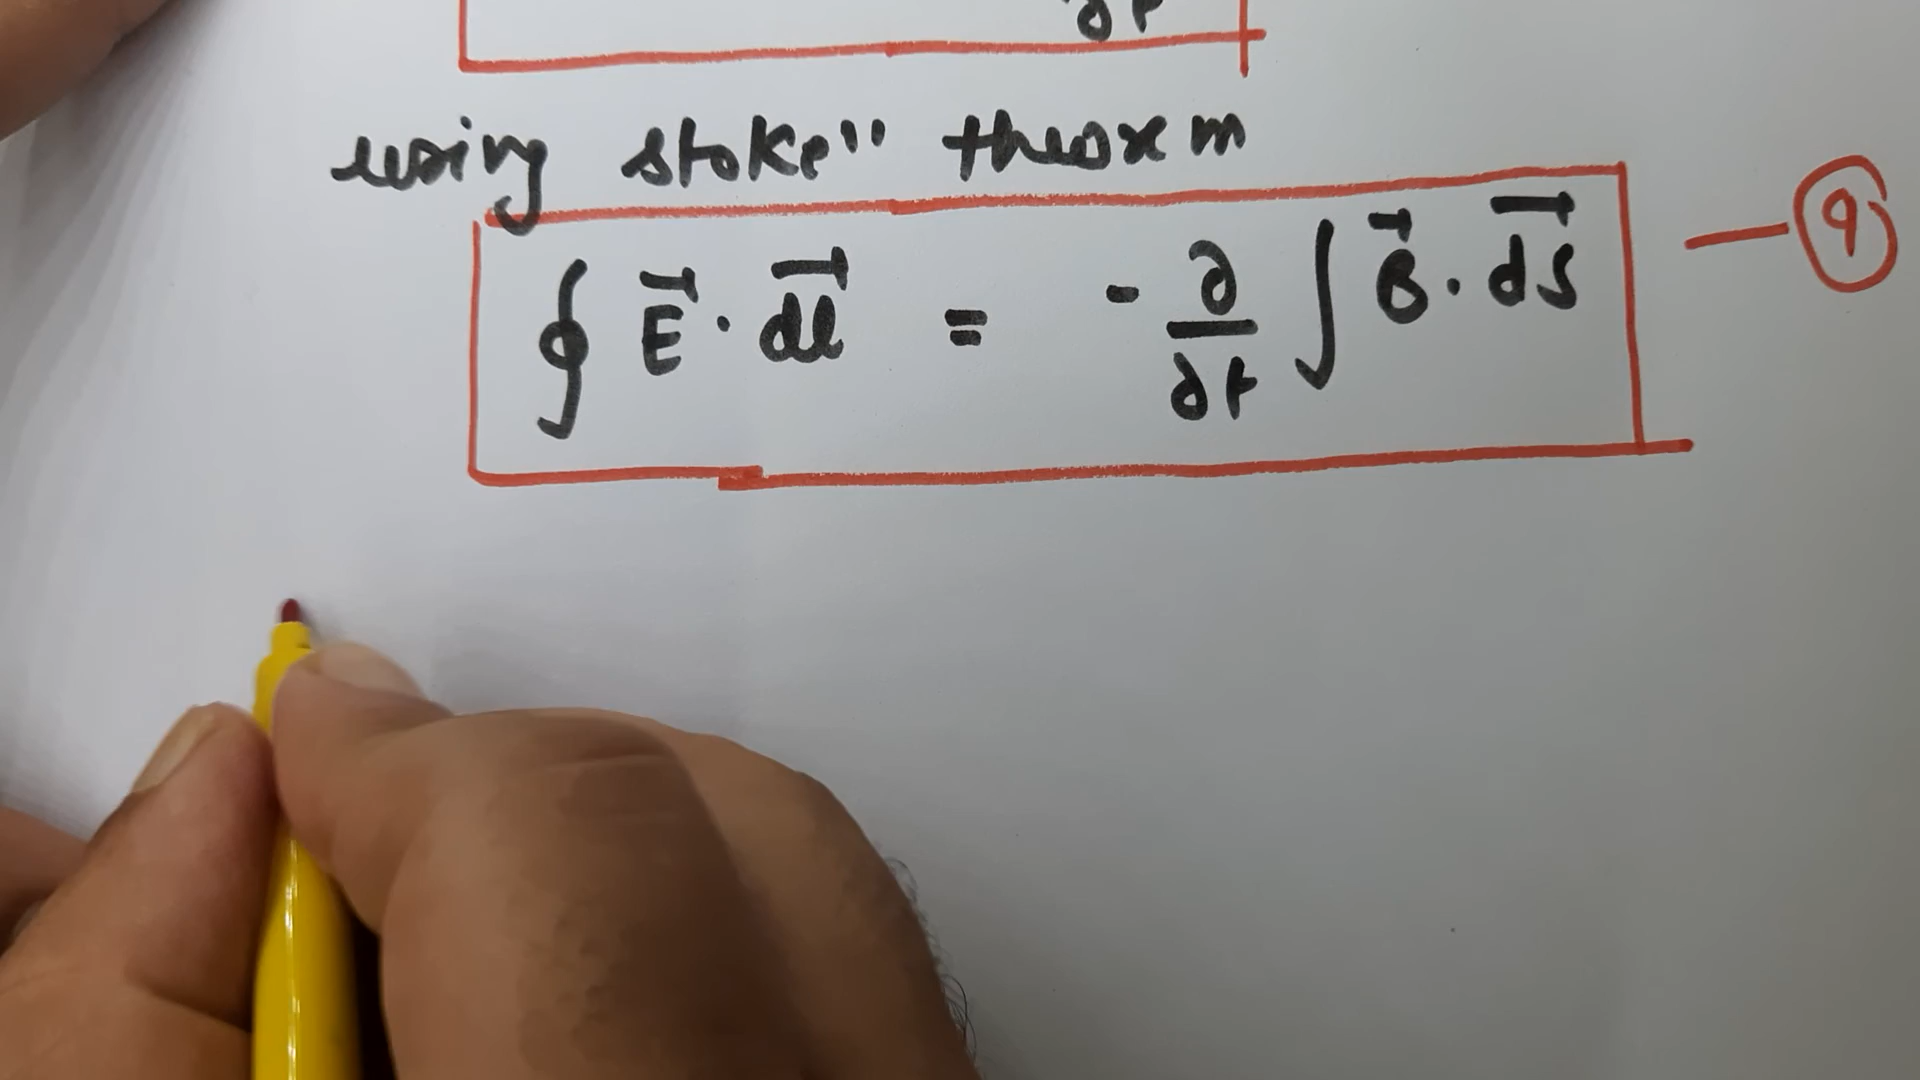 ∂t
using stoke'' theorem
∮ E⃗ . dl⃗ = - ∂/∂t ∫ B⃗ . dS⃗ — 9